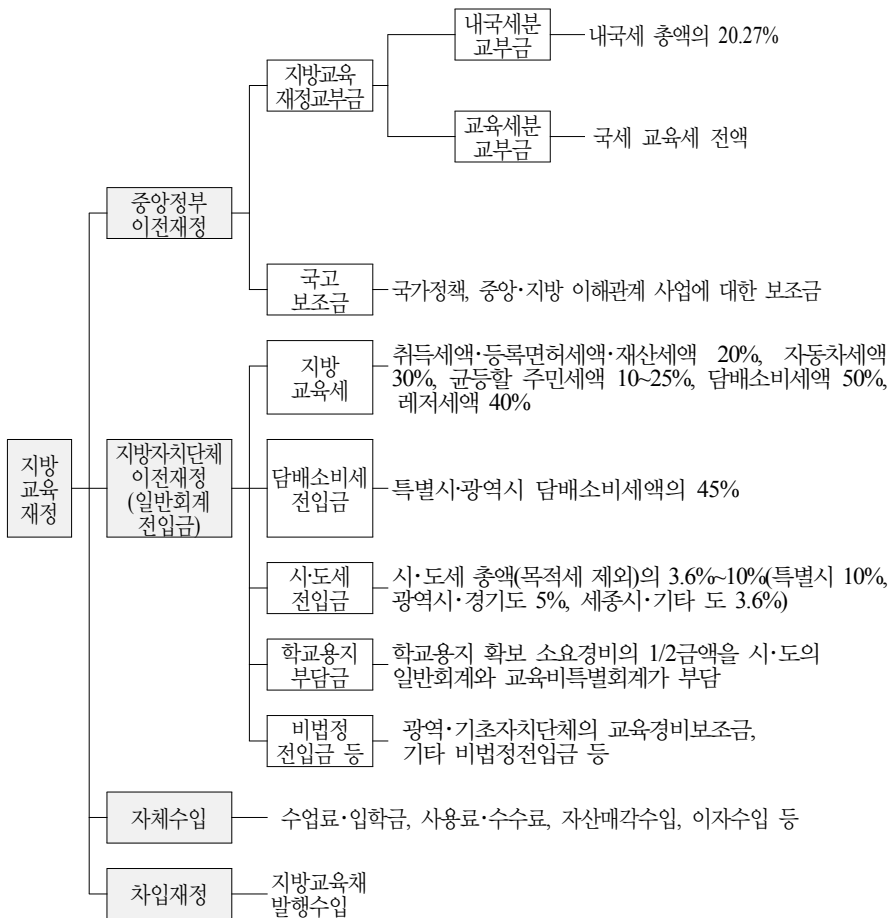 내국세분
교부금
내국세 총액의 20.27%
지방교육
재정교부금
교육세분
교부금
국세 교육세 전액
중앙정부
이전재정
국고
보조금
국가정책, 중앙·지방 이해관계 사업에 대한 보조금
지방
교육세
취득세액·등록면허세액·재산세액 20%, 자동차세액
30%, 균등할 주민세액 10~25%, 담배소비세액 50%,
레저세액 40%
지방
교육
재정
지방자치단체
이전재정
(일반회계
전입금)
담배소비세
전입금
특별시·광역시 담배소비세액의 45%
시·도세
전입금
시·도세 총액(목적세 제외)의 3.6%~10%(특별시 10%,
광역시·경기도 5%, 세종시·기타 도 3.6%)
학교용지
부담금
학교용지 확보 소요경비의 1/2금액을 시·도의
일반회계와 교육비특별회계가 부담
비법정
전입금 등
광역·기초자치단체의 교육경비보조금,
기타 비법정전입금 등
자체수입
수업료·입학금, 사용료·수수료, 자산매각수입, 이자수입 등
차입재정
지방교육채
발행수입